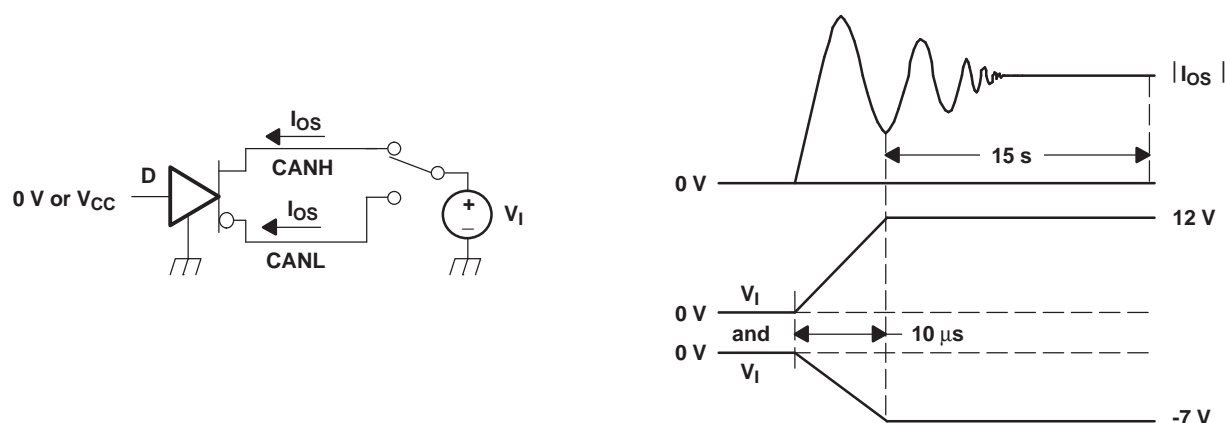 I_OS
CANH
D
0 V or V_CC
I_OS
CANL
+
–
V_I
|I_OS|
15 s
0 V
12 V
V_I
0 V
and
10 μs
0 V
V_I
-7 V